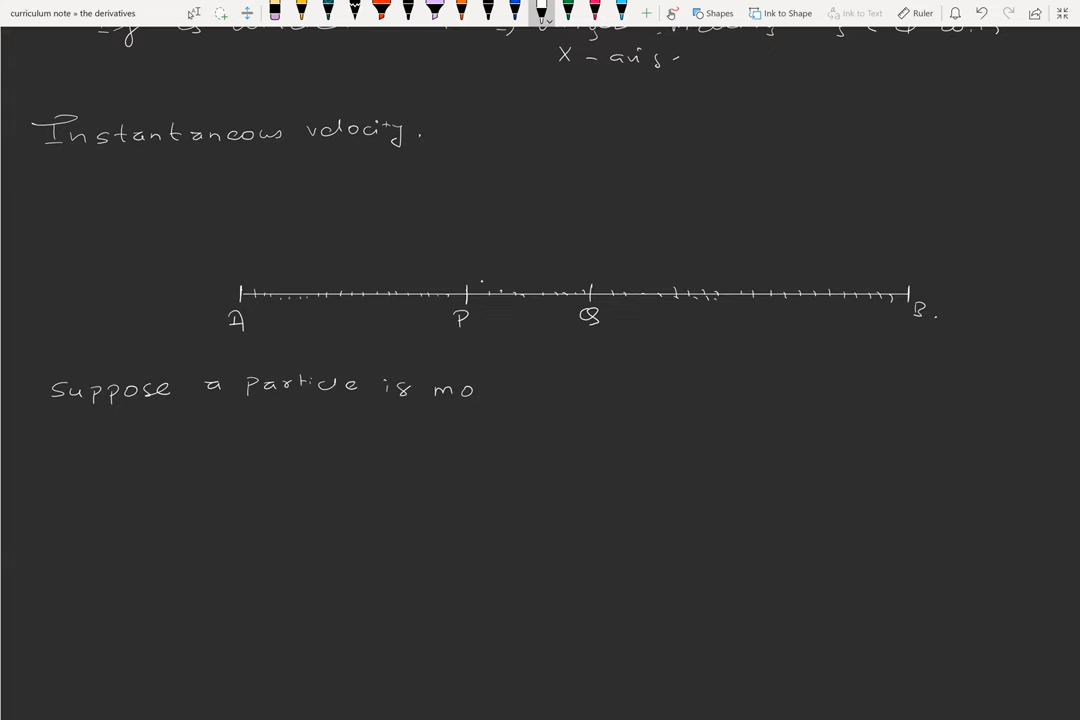 curriculum note » the derivatives
Shapes
Ink to Shape
Ink to Text
Ruler
X - axis.
Instantaneous velocity.
A P Q B.
Suppose a particle is mo